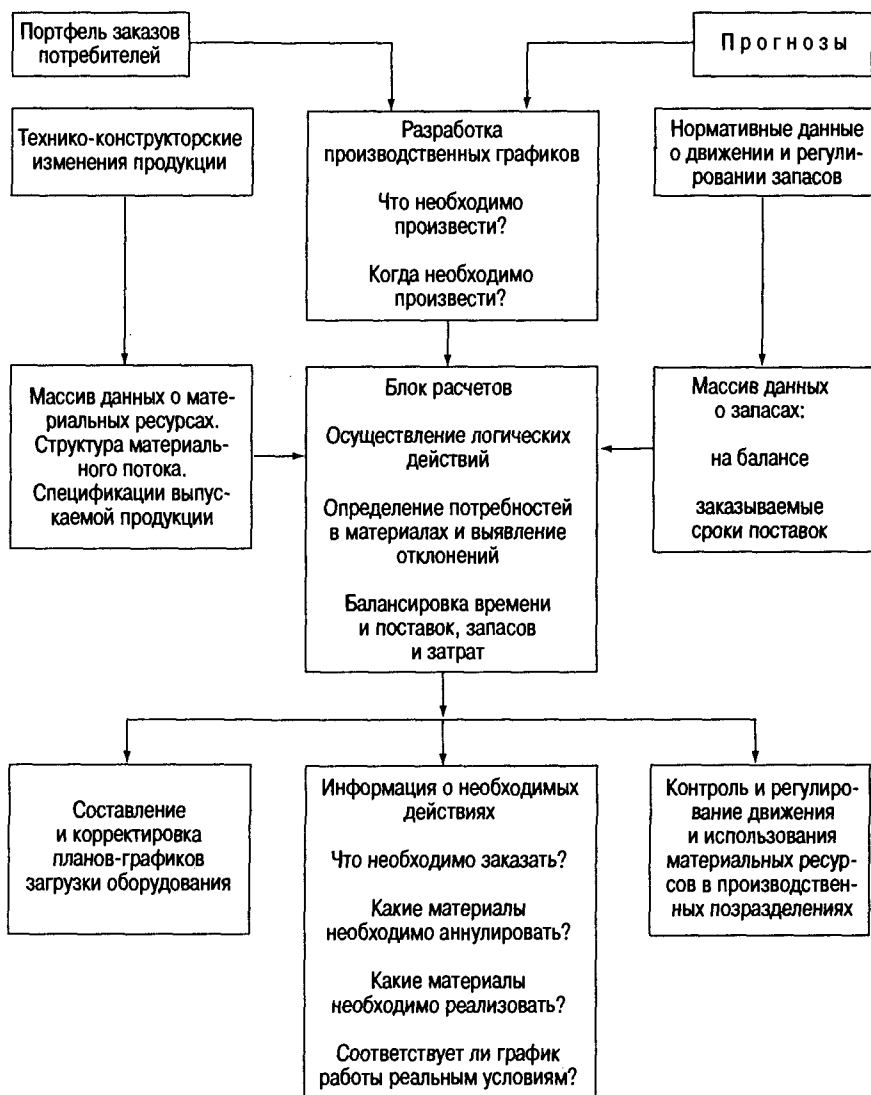 Портфель заказов
потребителей
Прогнозы
Технико-конструкторские
изменения продукции
Разработка
производственных графиков
Что необходимо
произвести?
Когда необходимо
произвести?
Нормативные данные
о движении и регули-
ровании запасов
Массив данных о мате-
риальных ресурсах.
Структура материаль-
ного потока.
Спецификации выпус-
каемой продукции
Блок расчетов
Осуществление логических
действий
Определение потребностей
в материалах и выявление
отклонений
Балансировка времени
и поставок, запасов
и затрат
Массив данных
о запасах:
на балансе
заказываемые
сроки поставок
Составление
и корректировка
планов-графиков
загрузки оборудования
Информация о необходимых
действиях
Что необходимо заказать?
Какие материалы
необходимо аннулировать?
Какие материалы
необходимо реализовать?
Соответствует ли график
работы реальным условиям?
Контроль и регулиро-
вание движения
и использования
материальных ресур-
сов в производствен-
ных позразделениях